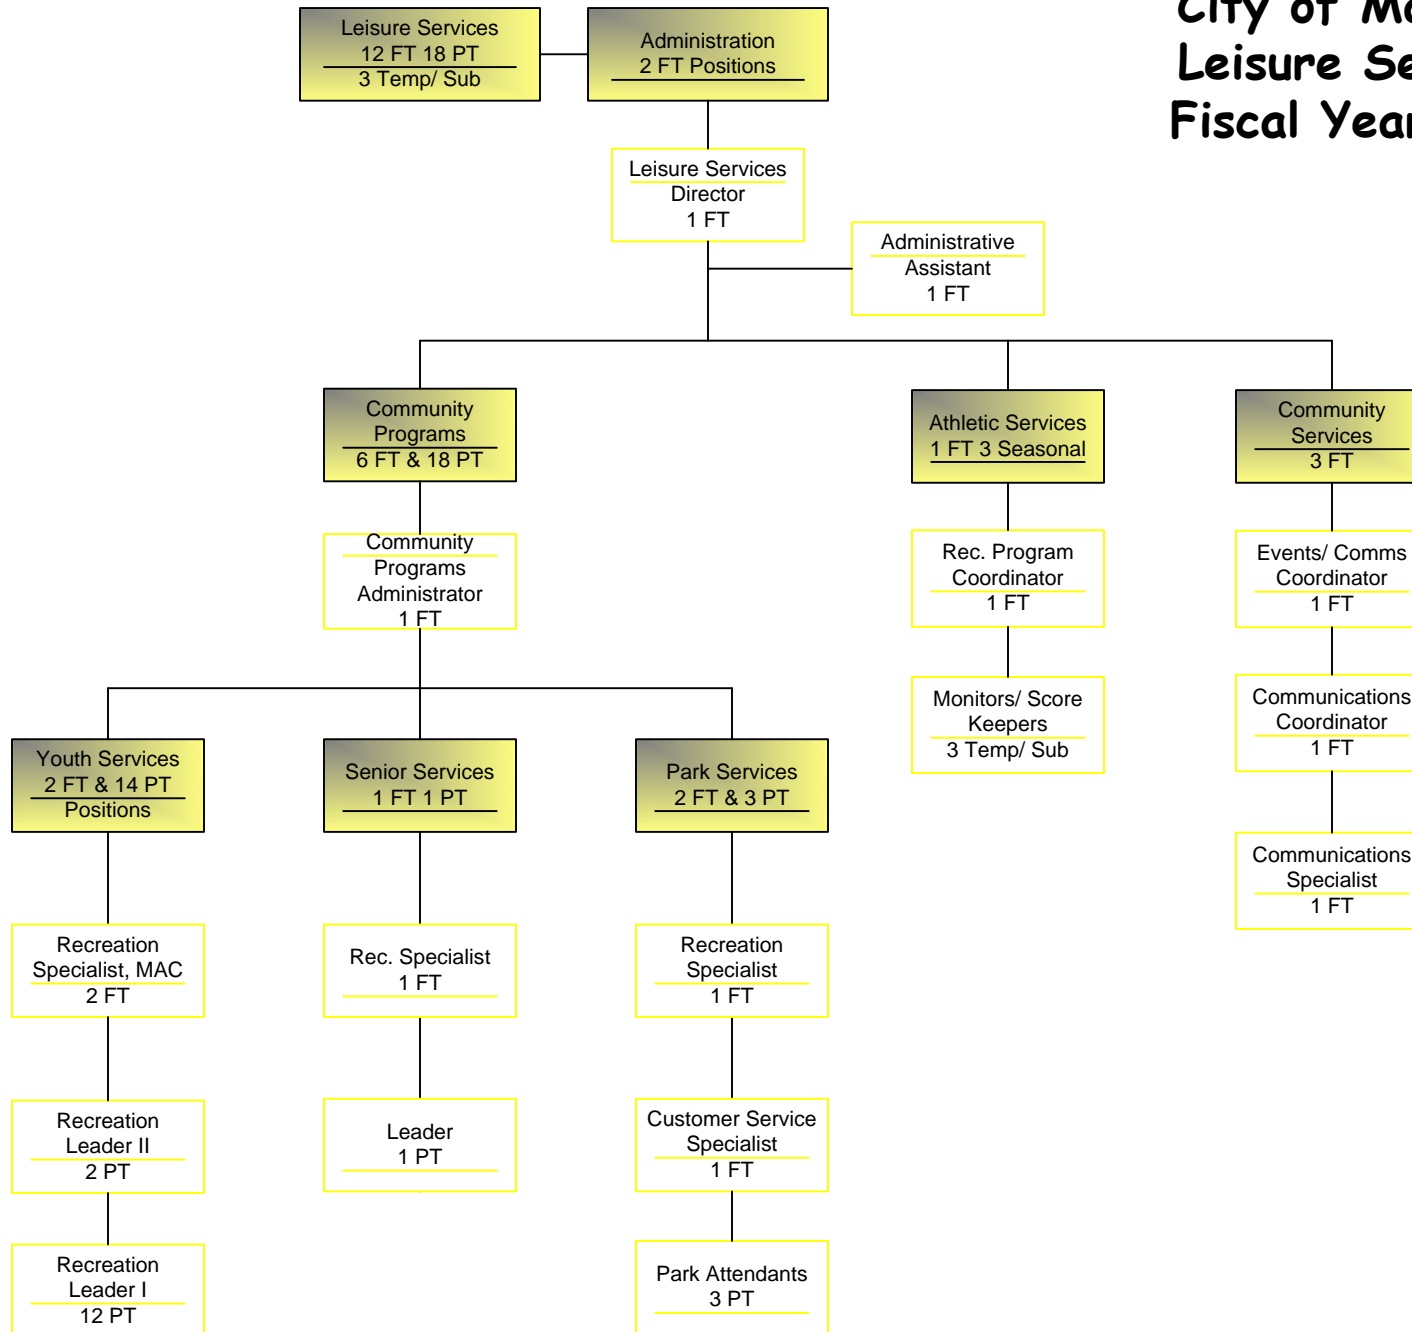 City of
Leisure
Fiscal
Leisure Services
12 FT 18 PT
3 Temp/ Sub
Administration
2 FT Positions
Leisure Services
Director
1 FT
Administrative
Assistant
1 FT
Community
Programs
6 FT & 18 PT
Athletic Services
1 FT 3 Seasonal
Community
Services
3 FT
Community
Programs
Administrator
1 FT
Rec. Program
Coordinator
1 FT
Events/ Comms
Coordinator
1 FT
Monitors/ Score
Keepers
3 Temp/ Sub
Communications
Coordinator
1 FT
Youth Services
2 FT & 14 PT
Positions
Senior Services
1 FT 1 PT
Park Services
2 FT & 3 PT
Communications
Specialist
1 FT
Recreation
Specialist, MAC
2 FT
Rec. Specialist
1 FT
Recreation
Specialist
1 FT
Recreation
Leader II
2 PT
Leader
1 PT
Customer Service
Specialist
1 FT
Recreation
Leader I
12 PT
Park Attendants
3 PT